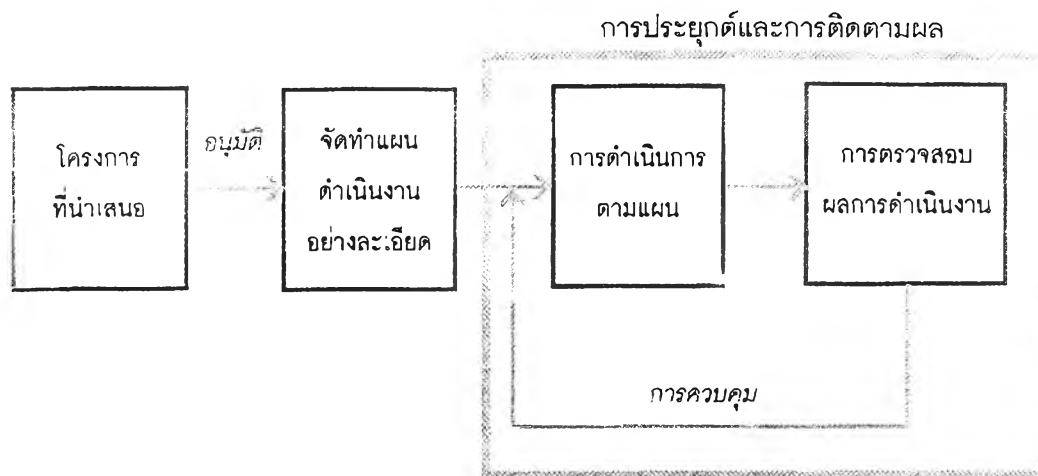 การประยุกต์และการติดตามผล
โครงการ
ที่นำเสนอ
อนุมัติ
จัดทำแผน
ดำเนินงาน
อย่างละเอียด
การดำเนินการ
ตามแผน
การตรวจสอบ
ผลการดำเนินงาน
การควบคุม